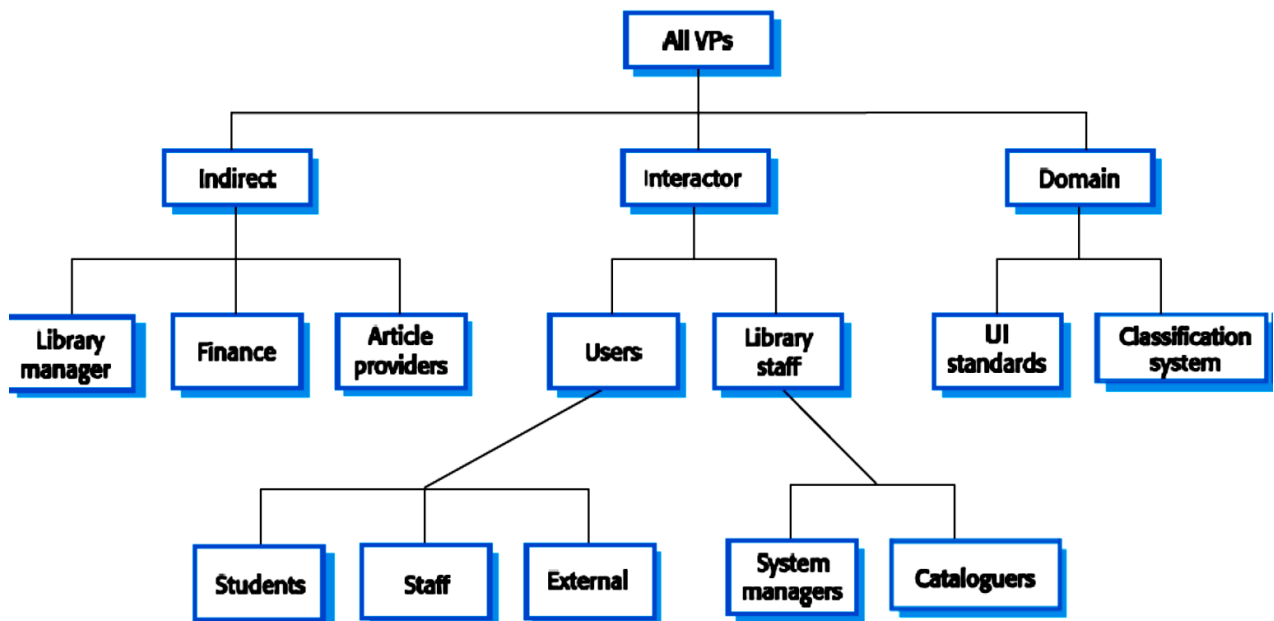 All VPs
Indirect
Interactor
Domain
Library
manager
Finance
Article
providers
Users
Library
staff
UI
standards
Classification
system
Students
Staff
External
System
managers
Cataloguers